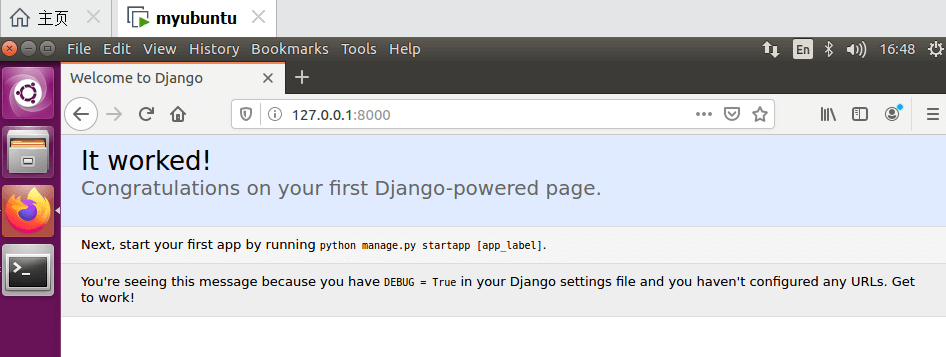 主页
myubuntu
File Edit View History Bookmarks Tools Help
En
16:48
Welcome to Django
127.0.0.1:8000
It worked!
Congratulations on your first Django-powered page.
Next, start your first app by running python manage.py startapp [app_label].
You're seeing this message because you have DEBUG = True in your Django settings file and you haven't configured any URLs. Get
to work!